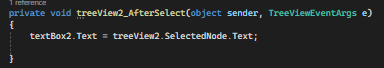 1 reference
private void treeView2_AfterSelect(object sender, TreeViewEventArgs e)
{
textBox2.Text = treeView2.SelectedNode.Text;
}